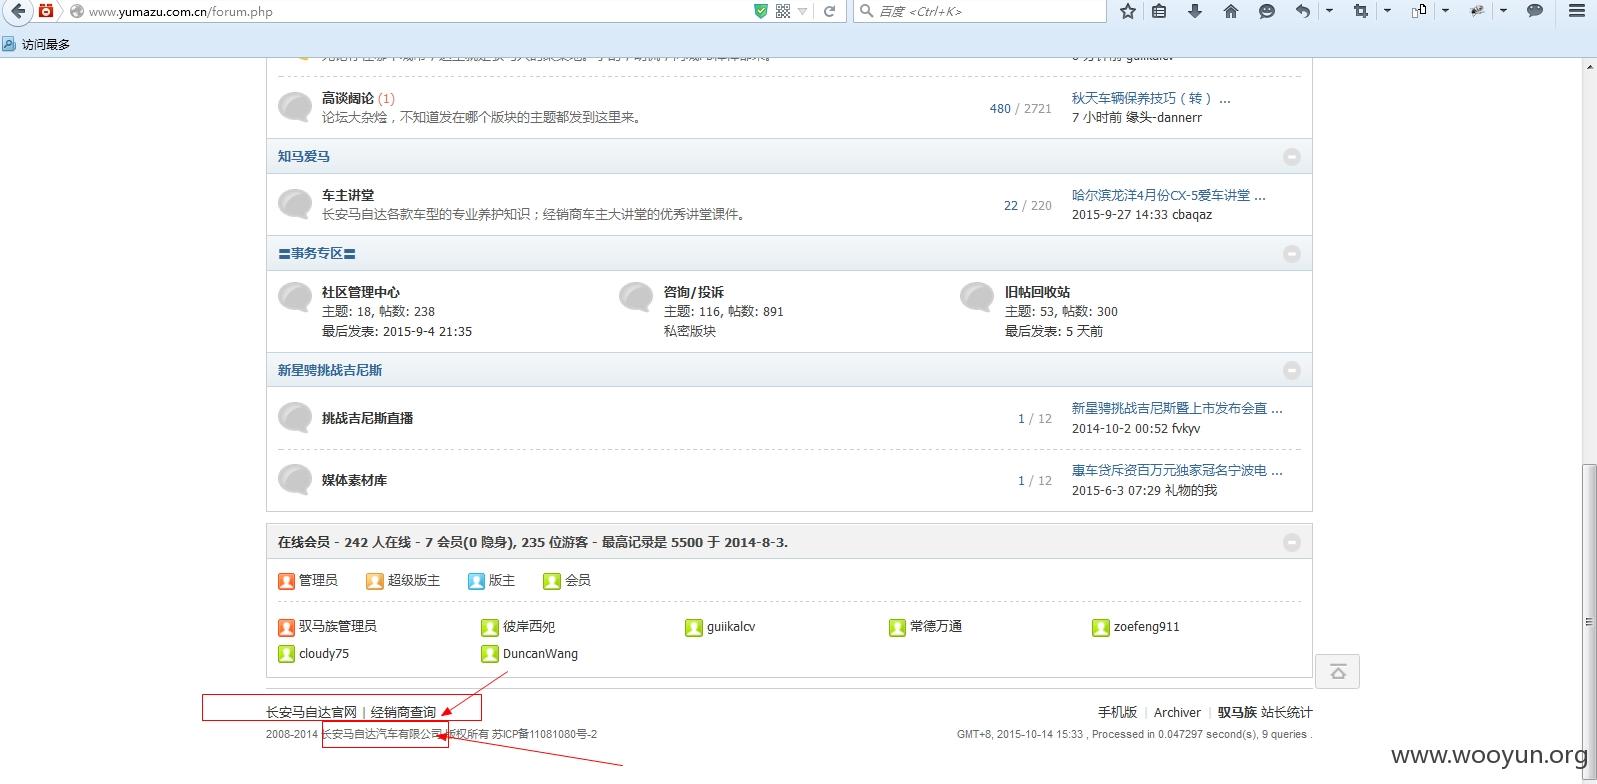 www.yumazu.com.cn/forum.php
百度 <Ctrl+K>
访问最多
6 分钟前 guiikalcv
高谈阔论 (1)
论坛大杂烩，不知道发在哪个版块的主题都发到这里来。
480 / 2721
秋天车辆保养技巧（转） ...
7 小时前 缘头-dannerr
知马爱马
车主讲堂
长安马自达各款车型的专业养护知识；经销商车主大讲堂的优秀讲堂课件。
22 / 220
哈尔滨龙洋4月份CX-5爱车讲堂 ...
2015-9-27 14:33 cbaqaz
〓事务专区〓
社区管理中心
主题: 18, 帖数: 238
最后发表: 2015-9-4 21:35
咨询/投诉
主题: 116, 帖数: 891
私密版块
旧帖回收站
主题: 53, 帖数: 300
最后发表: 5 天前
新星骋挑战吉尼斯
挑战吉尼斯直播
1 / 12
新星骋挑战吉尼斯暨上市发布会直 ...
2014-10-2 00:52 fvkyv
媒体素材库
1 / 12
惠车贷斥资百万元独家冠名宁波电 ...
2015-6-3 07:29 礼物的我
在线会员 - 242 人在线 - 7 会员(0 隐身), 235 位游客 - 最高记录是 5500 于 2014-8-3.
管理员 超级版主 版主 会员
驭马族管理员 彼岸西兜 guiikalcv 常德万通 zoefeng911
cloudy75 DuncanWang
长安马自达官网 | 经销商查询
手机版 | Archiver | 驭马族 站长统计
2008-2014 长安马自达汽车有限公司 版权所有 苏ICP备11081080号-2
GMT+8, 2015-10-14 15:33 , Processed in 0.047297 second(s), 9 queries .
www.wooyun.org